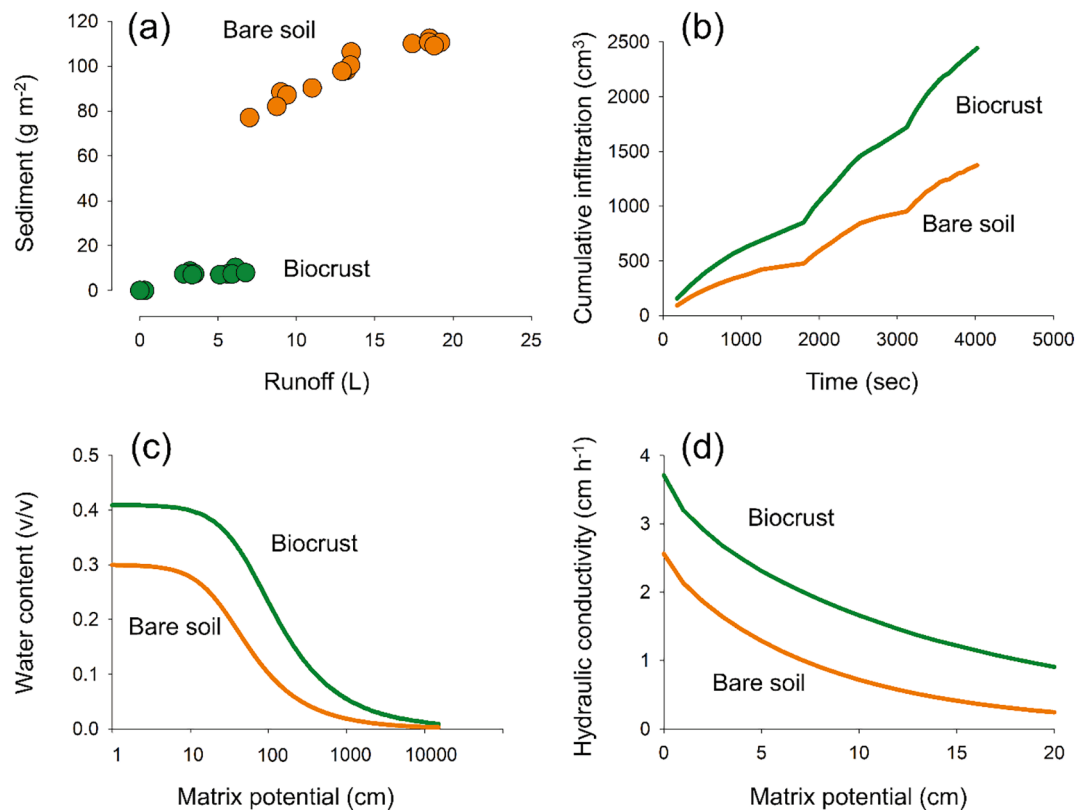 (a)
Sediment (g m-2)
120
100
80
60
40
20
0
Bare soil
Biocrust
0 5 10 15 20 25
Runoff (L)
(b)
Cumulative infiltration (cm³)
2500
2000
1500
1000
500
0
Biocrust
Bare soil
0 1000 2000 3000 4000 5000
Time (sec)
(c)
Water content (v/v)
0.5
0.4
0.3
0.2
0.1
0.0
Biocrust
Bare soil
1 10 100 1000 10000
Matrix potential (cm)
(d)
Hydraulic conductivity (cm h⁻¹)
4
3
2
1
0
Biocrust
Bare soil
0 5 10 15 20
Matrix potential (cm)